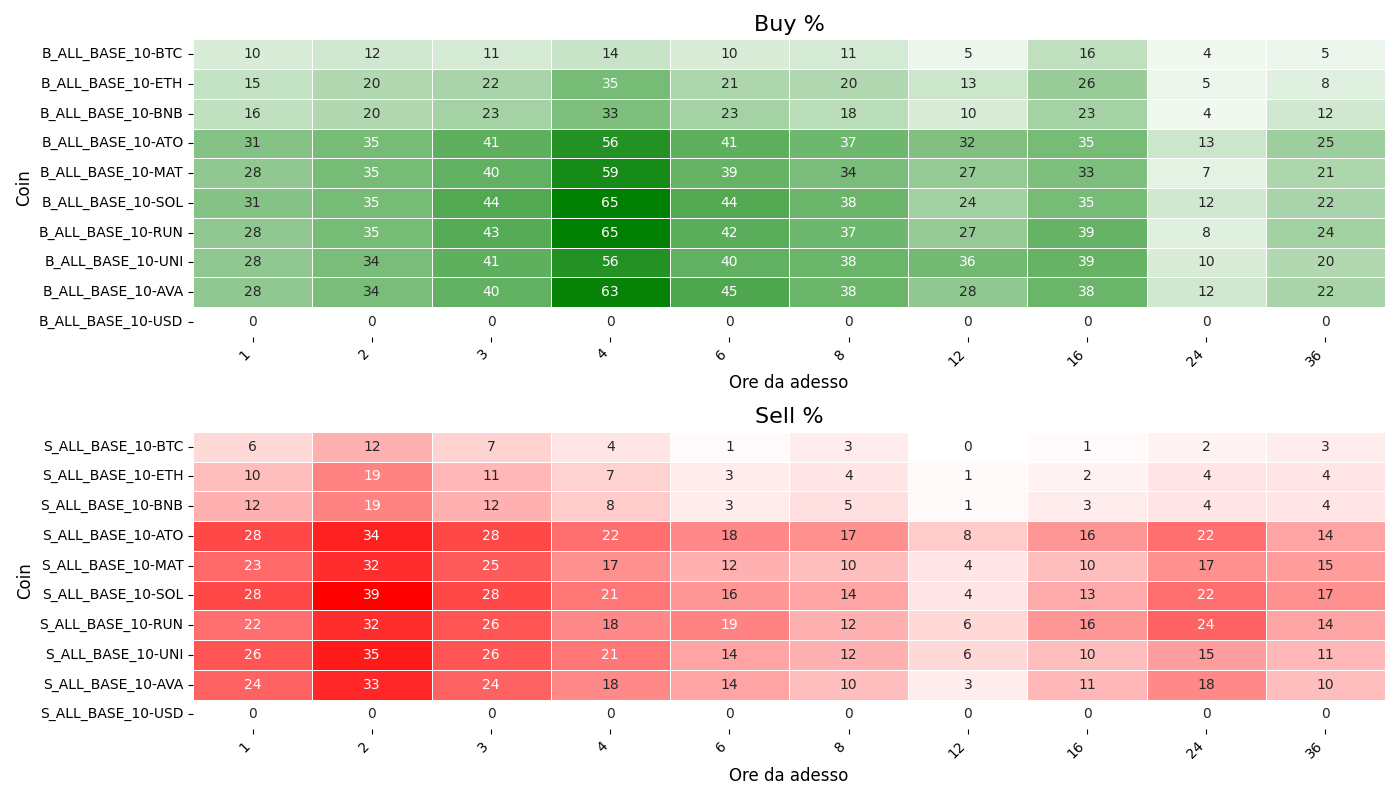 Buy %
Coin
B_ALL_BASE_10-BTC 10 12 11 14 10 11 5 16 4 5
B_ALL_BASE_10-ETH 15 20 22 35 21 20 13 26 5 8
B_ALL_BASE_10-BNB 16 20 23 33 23 18 10 23 4 12
B_ALL_BASE_10-ATO 31 35 41 56 41 37 32 35 13 25
B_ALL_BASE_10-MAT 28 35 40 59 39 34 27 33 7 21
B_ALL_BASE_10-SOL 31 35 44 65 44 38 24 35 12 22
B_ALL_BASE_10-RUN 28 35 43 65 42 37 27 39 8 24
B_ALL_BASE_10-UNI 28 34 41 56 40 38 36 39 10 20
B_ALL_BASE_10-AVA 28 34 40 63 45 38 28 38 12 22
B_ALL_BASE_10-USD 0 0 0 0 0 0 0 0 0 0
1 2 3 4 6 8 12 16 24 36
Ore da adesso
Sell %
Coin
S_ALL_BASE_10-BTC 6 12 7 4 1 3 0 1 2 3
S_ALL_BASE_10-ETH 10 19 11 7 3 4 1 2 4 4
S_ALL_BASE_10-BNB 12 19 12 8 3 5 1 3 4 4
S_ALL_BASE_10-ATO 28 34 28 22 18 17 8 16 22 14
S_ALL_BASE_10-MAT 23 32 25 17 12 10 4 10 17 15
S_ALL_BASE_10-SOL 28 39 28 21 16 14 4 13 22 17
S_ALL_BASE_10-RUN 22 32 26 18 19 12 6 16 24 14
S_ALL_BASE_10-UNI 26 35 26 21 14 12 6 10 15 11
S_ALL_BASE_10-AVA 24 33 24 18 14 10 3 11 18 10
S_ALL_BASE_10-USD 0 0 0 0 0 0 0 0 0 0
1 2 3 4 6 8 12 16 24 36
Ore da adesso